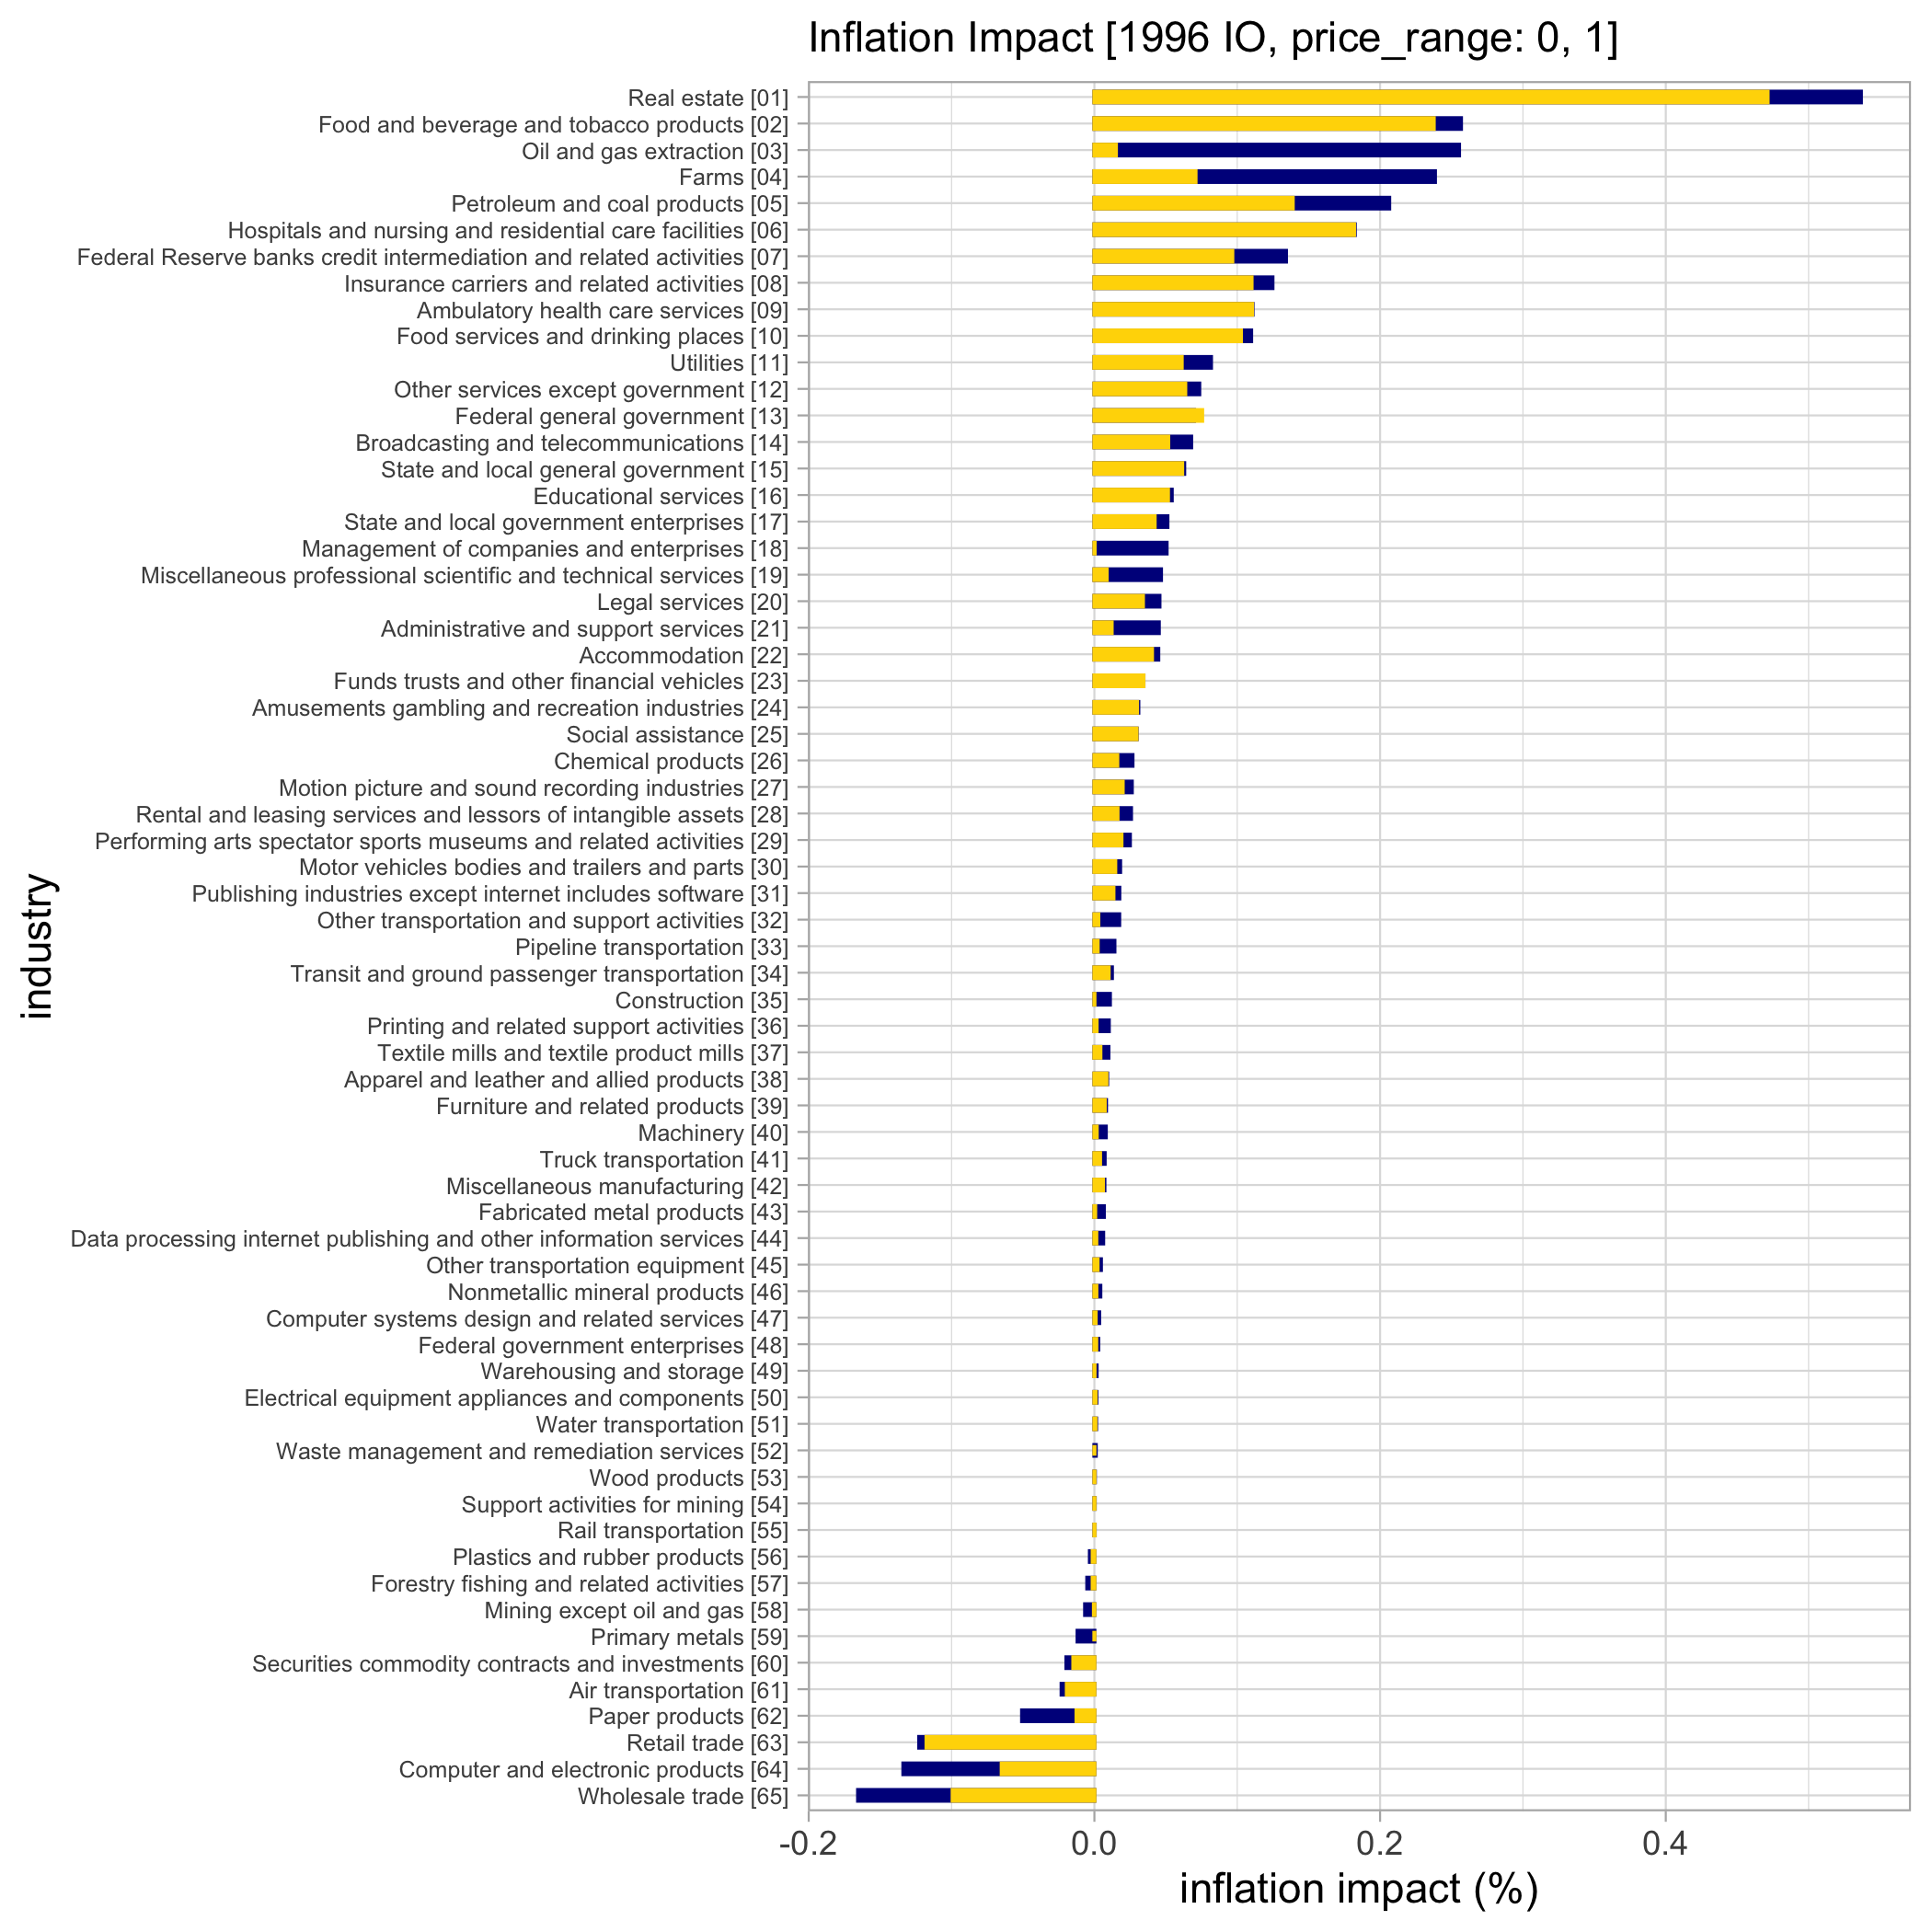 Inflation Impact [1996 IO, price_range: 0, 1]
industry
Real estate [01]
Food and beverage and tobacco products [02]
Oil and gas extraction [03]
Farms [04]
Petroleum and coal products [05]
Hospitals and nursing and residential care facilities [06]
Federal Reserve banks credit intermediation and related activities [07]
Insurance carriers and related activities [08]
Ambulatory health care services [09]
Food services and drinking places [10]
Utilities [11]
Other services except government [12]
Federal general government [13]
Broadcasting and telecommunications [14]
State and local general government [15]
Educational services [16]
State and local government enterprises [17]
Management of companies and enterprises [18]
Miscellaneous professional scientific and technical services [19]
Legal services [20]
Administrative and support services [21]
Accommodation [22]
Funds trusts and other financial vehicles [23]
Amusements gambling and recreation industries [24]
Social assistance [25]
Chemical products [26]
Motion picture and sound recording industries [27]
Rental and leasing services and lessors of intangible assets [28]
Performing arts spectator sports museums and related activities [29]
Motor vehicles bodies and trailers and parts [30]
Publishing industries except internet includes software [31]
Other transportation and support activities [32]
Pipeline transportation [33]
Transit and ground passenger transportation [34]
Construction [35]
Printing and related support activities [36]
Textile mills and textile product mills [37]
Apparel and leather and allied products [38]
Furniture and related products [39]
Machinery [40]
Truck transportation [41]
Miscellaneous manufacturing [42]
Fabricated metal products [43]
Data processing internet publishing and other information services [44]
Other transportation equipment [45]
Nonmetallic mineral products [46]
Computer systems design and related services [47]
Federal government enterprises [48]
Warehousing and storage [49]
Electrical equipment appliances and components [50]
Water transportation [51]
Waste management and remediation services [52]
Wood products [53]
Support activities for mining [54]
Rail transportation [55]
Plastics and rubber products [56]
Forestry fishing and related activities [57]
Mining except oil and gas [58]
Primary metals [59]
Securities commodity contracts and investments [60]
Air transportation [61]
Paper products [62]
Retail trade [63]
Computer and electronic products [64]
Wholesale trade [65]
-0.2 0.0 0.2 0.4
inflation impact (%)